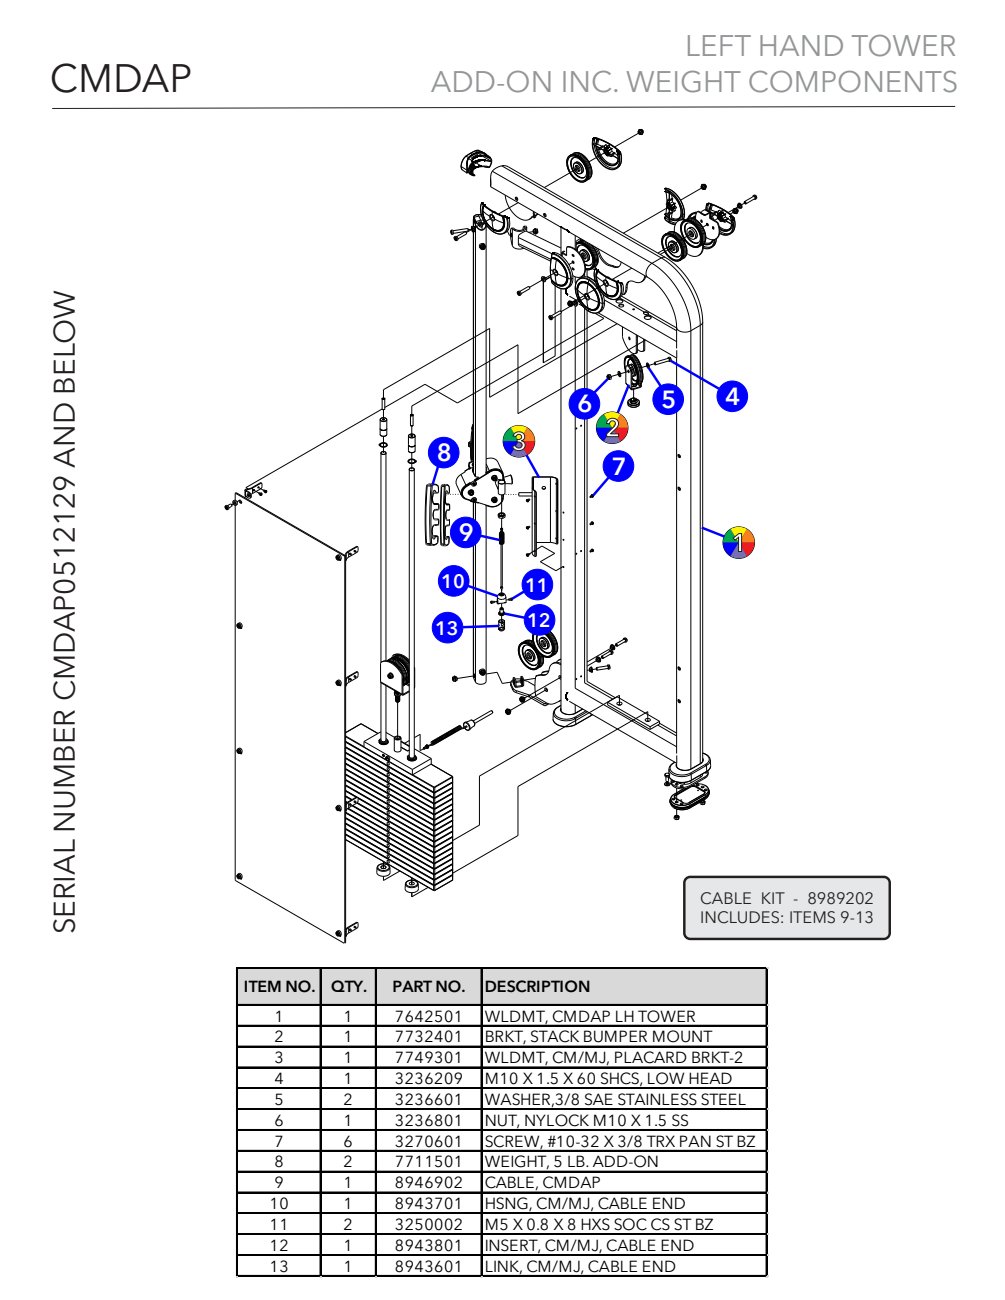 LEFT HAND TOWER
CMDAP
ADD-ON INC. WEIGHT COMPONENTS
SERIAL NUMBER CMDAP0512129 AND BELOW
6
5
4
2
3
8
7
9
1
10
11
12
13
CABLE KIT - 8989202
INCLUDES: ITEMS 9-13
ITEM NO. QTY. PART NO. DESCRIPTION
1 1 7642501 WLDMT, CMDAP LH TOWER
2 1 7732401 BRKT, STACK BUMPER MOUNT
3 1 7749301 WLDMT, CM/MJ, PLACARD BRKT-2
4 1 3236209 M10 X 1.5 X 60 SHCS, LOW HEAD
5 2 3236601 WASHER,3/8 SAE STAINLESS STEEL
6 1 3236801 NUT, NYLOCK M10 X 1.5 SS
7 6 3270601 SCREW, #10-32 X 3/8 TRX PAN ST BZ
8 2 7711501 WEIGHT, 5 LB. ADD-ON
9 1 8946902 CABLE, CMDAP
10 1 8943701 HSNG, CM/MJ, CABLE END
11 2 3250002 M5 X 0.8 X 8 HXS SOC CS ST BZ
12 1 8943801 INSERT, CM/MJ, CABLE END
13 1 8943601 LINK, CM/MJ, CABLE END